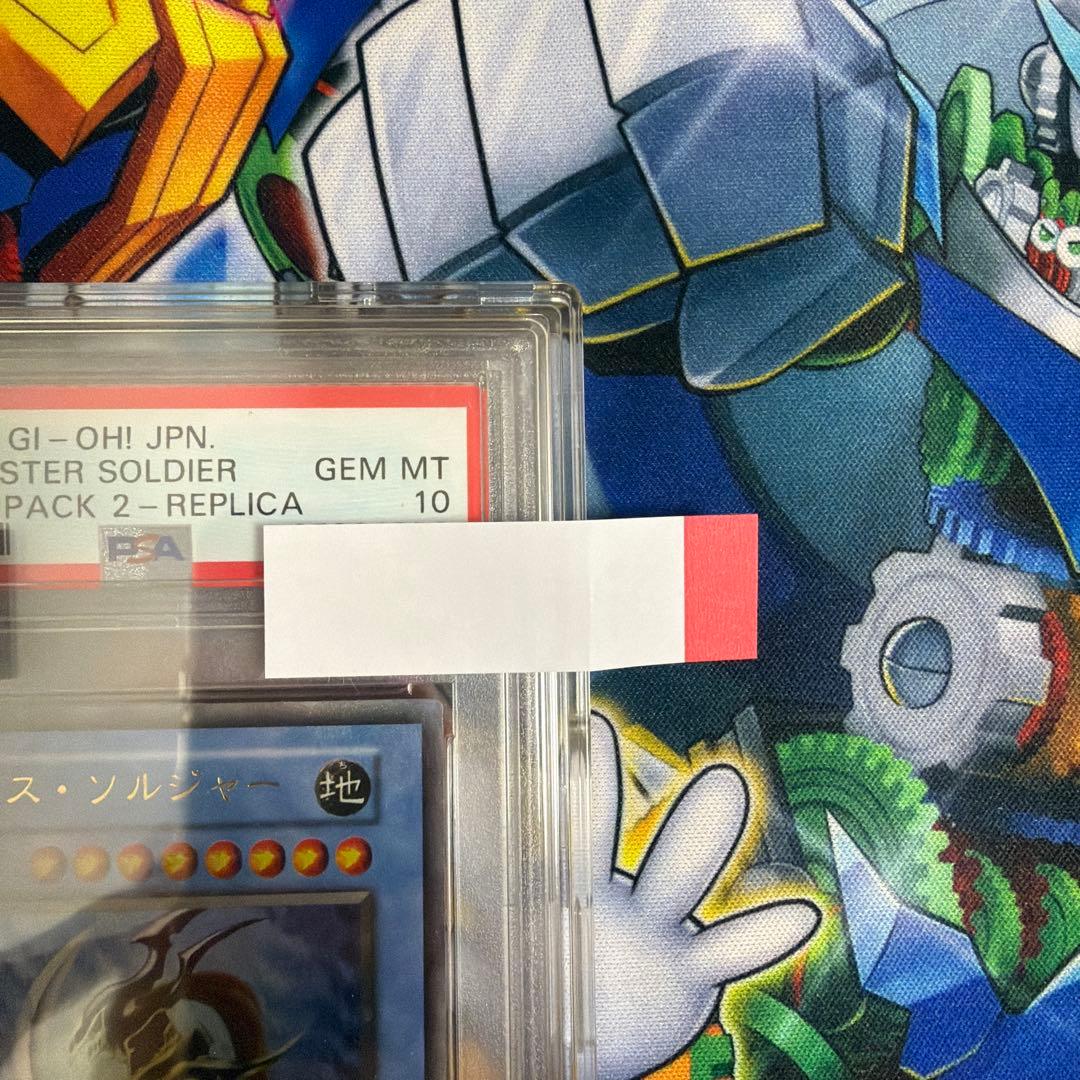 GI-OH! JPN.
STER SOLDIER GEM MT
PACK 2-REPLICA 10
PSA
ス・ソルジャー
ち
地